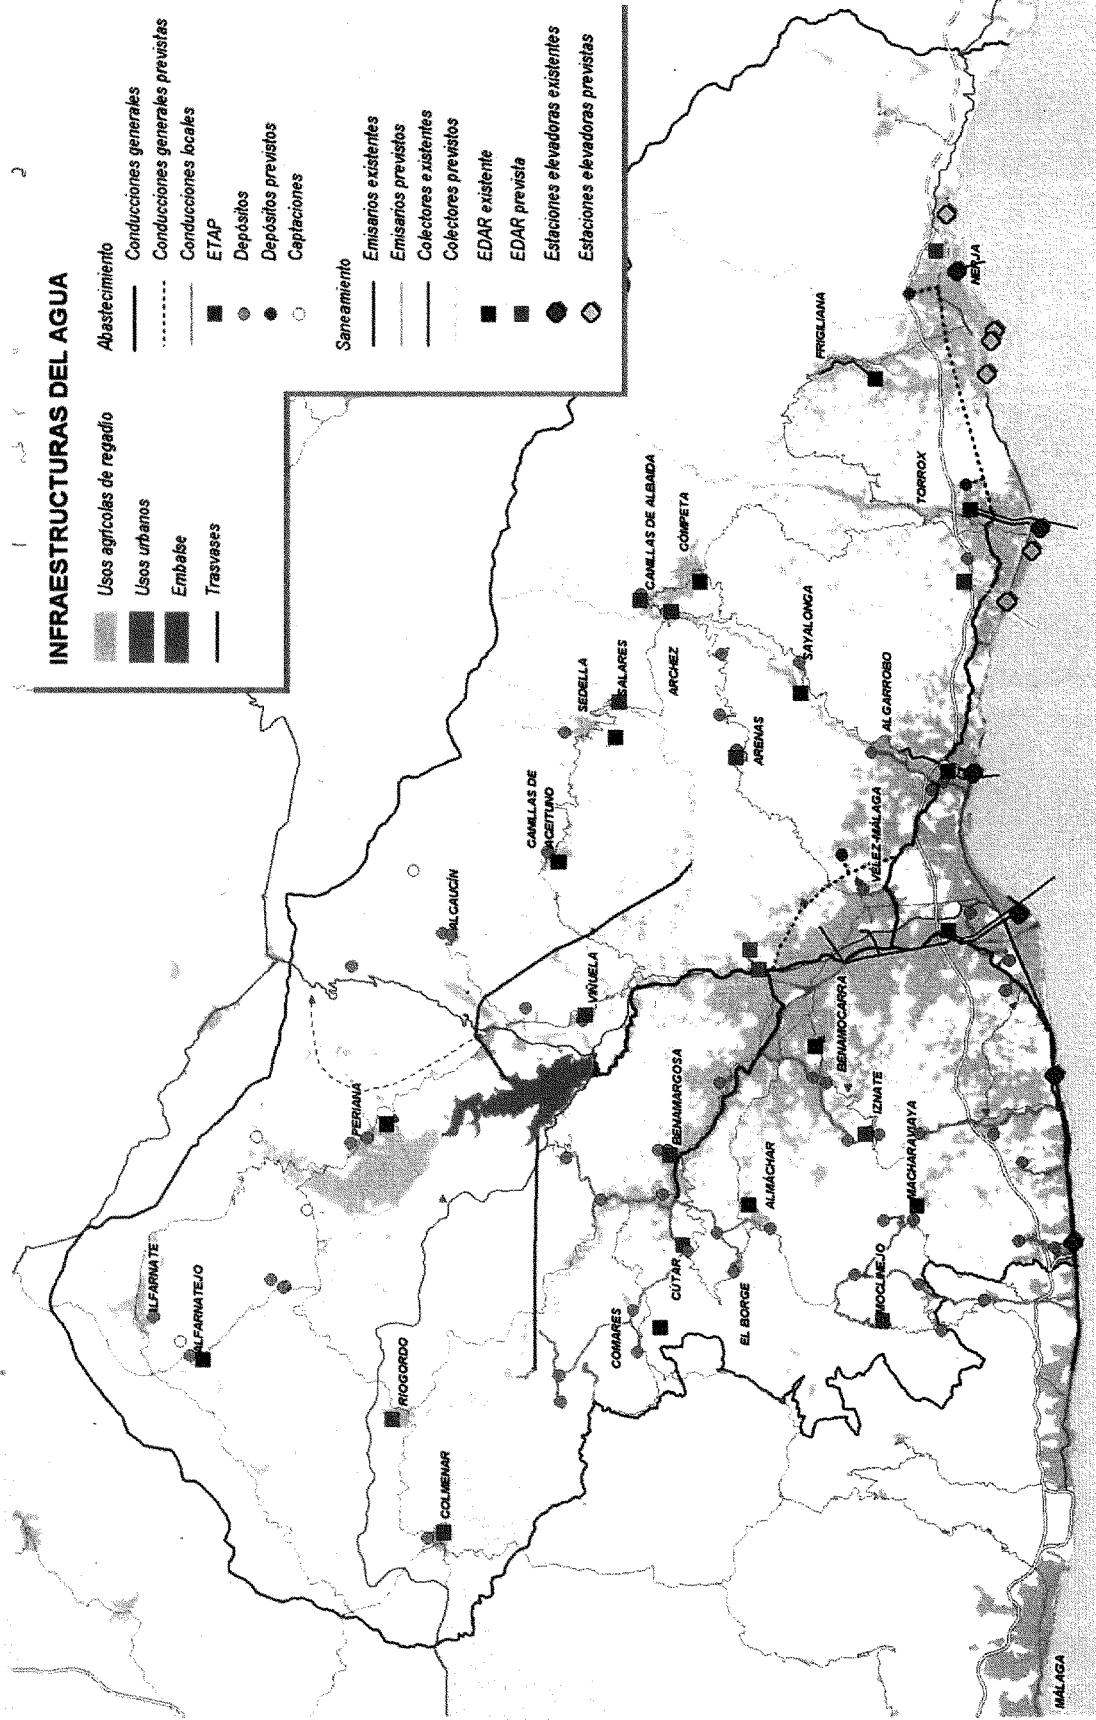 INFRAESTRUCTURAS DEL AGUA
Usos agrícolas de regadio
Usos urbanos
Embalse
Trasvases
Abastecimiento
Conducciones generales
Conducciones generales previstas
Conducciones locales
ETAP
Depósitos
Depósitos previstos
Captaciones
Saneamiento
Emisarios existentes
Emisarios previstos
Colectores existentes
Colectores previstos
EDAR existente
EDAR prevista
Estaciones elevadoras existentes
Estaciones elevadoras previstas
ALFARNATE
ALFARNATEJO
PERIANA
RIOGORDO
COLMENAR
ALCAUCÍN
VIÑUELA
CANILLAS DE
ACEITUNO
SEDELLA
SALARES
CANILLAS DE ALBAIDA
CÓMPETA
ARCHEZ
SAYALONGA
ARENAS
ALGARROBO
VÉLEZ-MÁLAGA
FRIGILIANA
TORROX
NERJA
BENAMARGOSA
BENAMOCARRA
IZNATE
MACHARAVIAYA
ALMÁCHAR
CÚTAR
COMARES
EL BORGE
MOCLINEJO
MÁLAGA